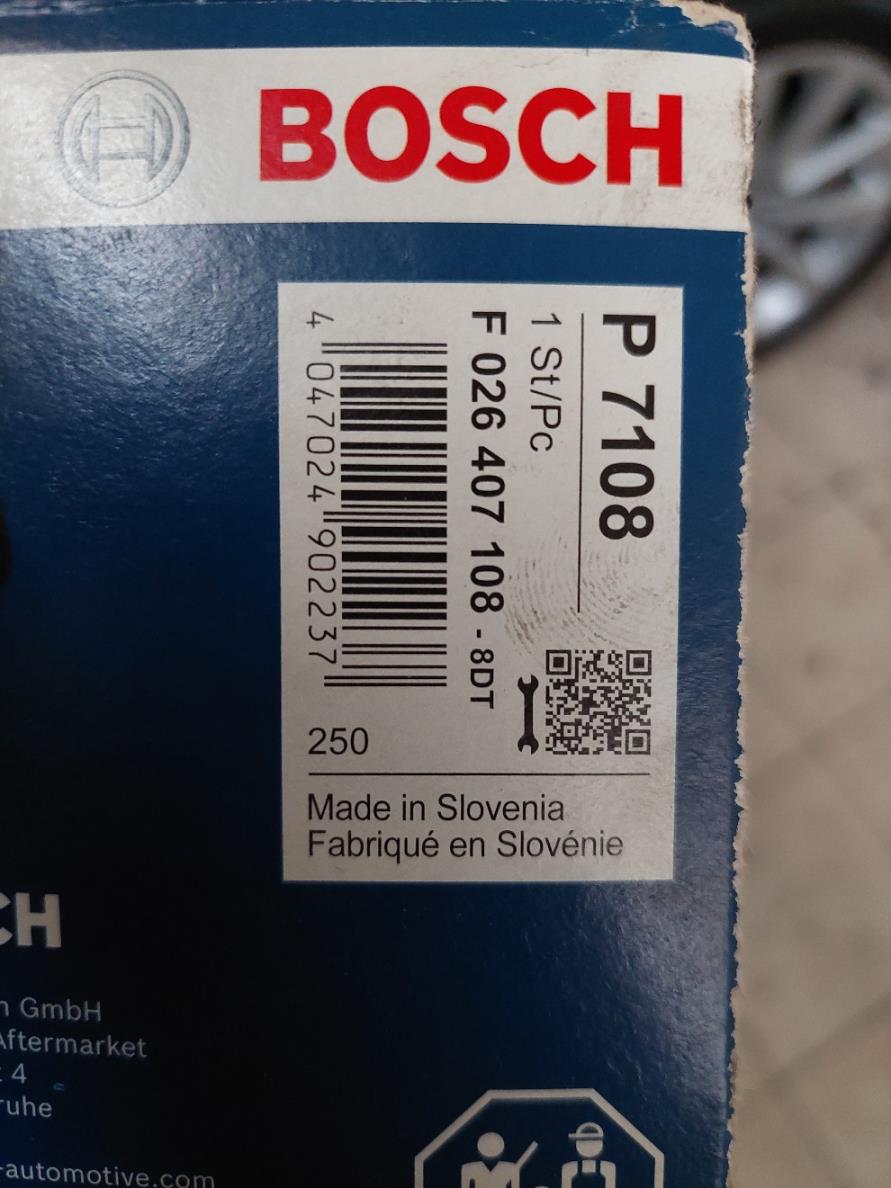 BOSCH
P 7108
1 St/Pc
F 026 407 108 - 8DT
4 047024 902237
250
Made in Slovenia
Fabriqué en Slovénie
CH
GmbH
Aftermarket
4
ruhe
-automotive.com